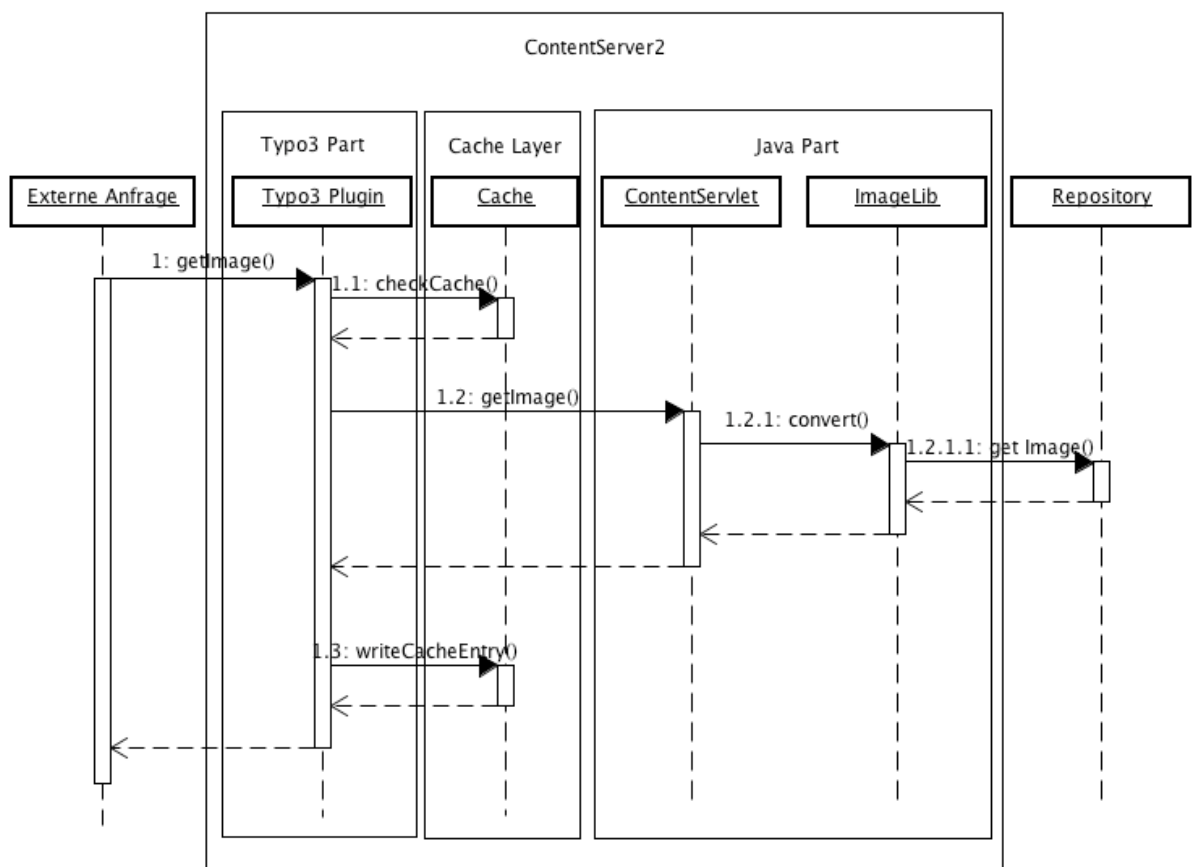 ContentServer2
Typo3 Part
Cache Layer
Java Part
Externe Anfrage
Typo3 Plugin
Cache
ContentServlet
ImageLib
Repository
1: getImage()
1.1: checkCache()
1.2: getImage()
1.2.1: convert()
1.2.1.1: get Image()
1.3: writeCacheEntry()